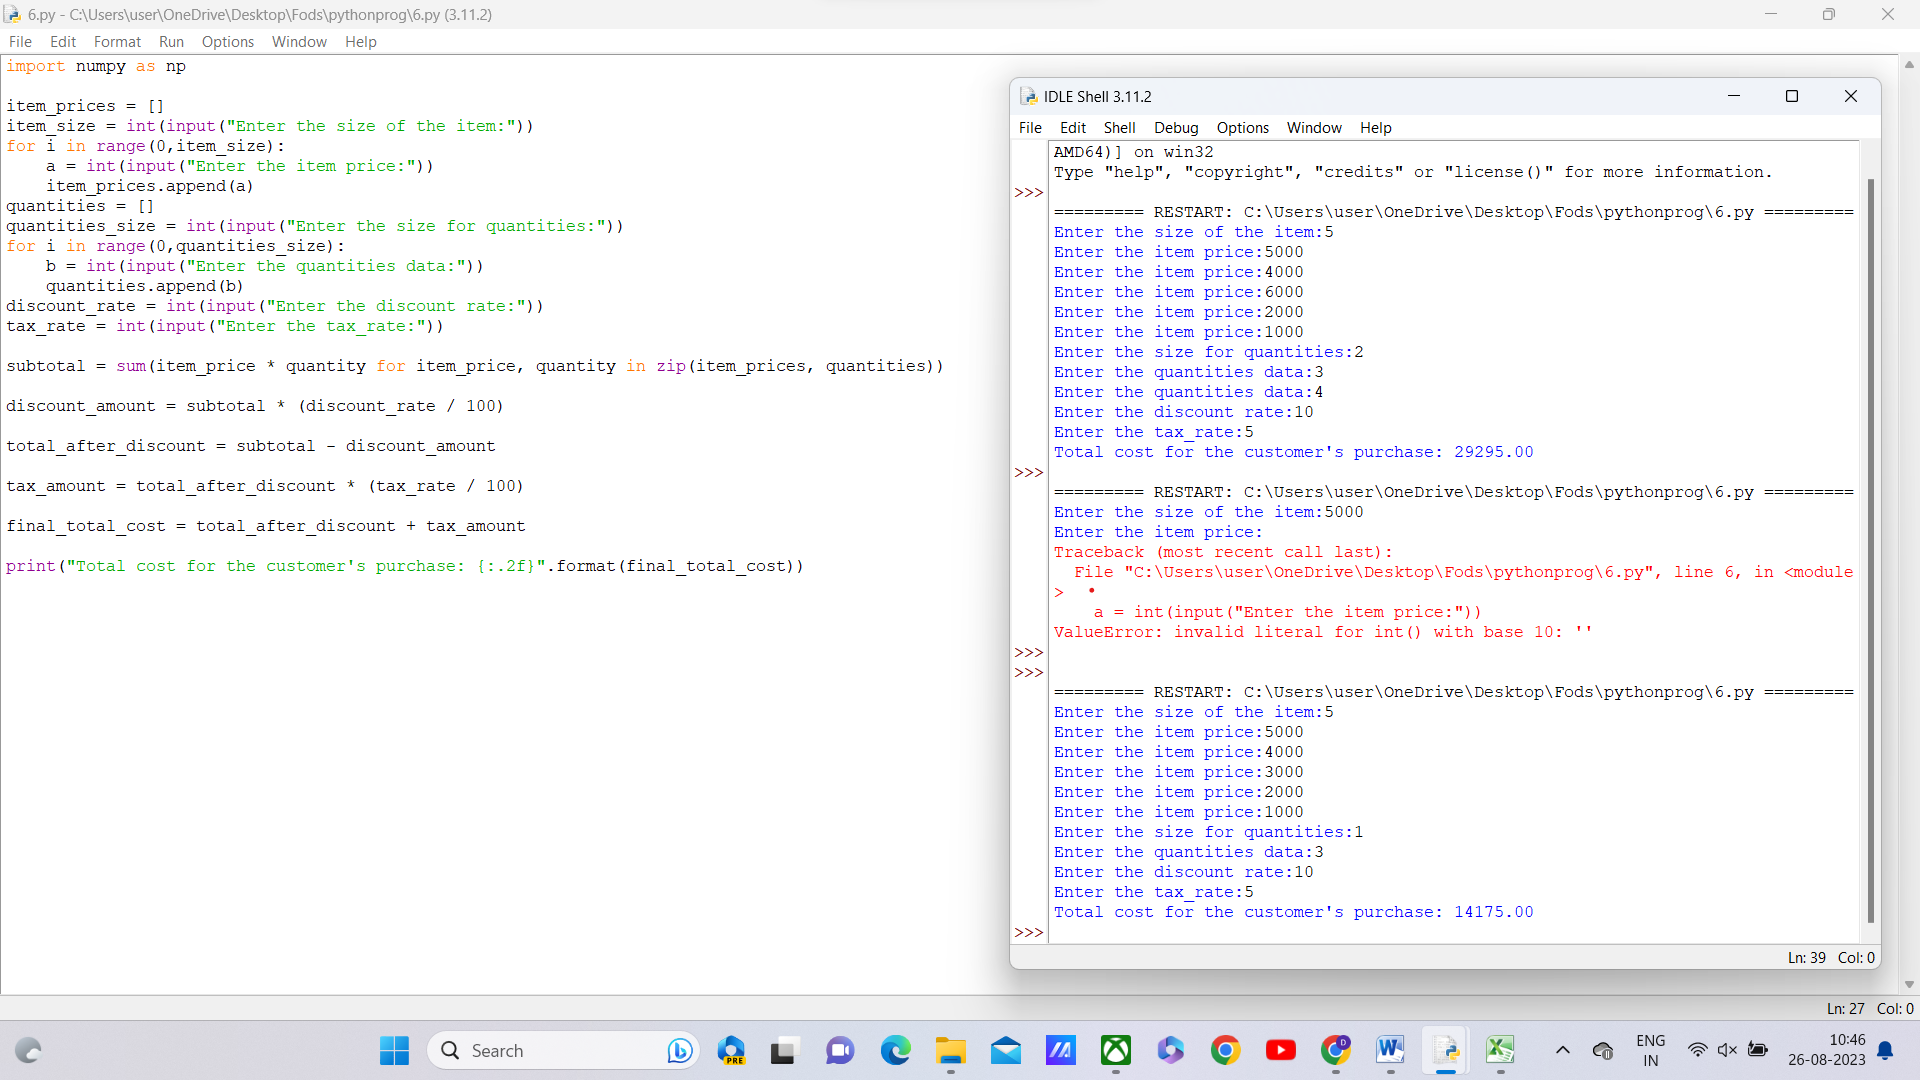 6.py - C:\Users\user\OneDrive\Desktop\Fods\pythonprog\6.py (3.11.2)
File Edit Format Run Options Window Help
import numpy as np
item_prices = []
item_size = int(input("Enter the size of the item:"))
for i in range(0,item_size):
    a = int(input("Enter the item price:"))
    item_prices.append(a)
quantities = []
quantities_size = int(input("Enter the size for quantities:"))
for i in range(0,quantities_size):
    b = int(input("Enter the quantities data:"))
    quantities.append(b)
discount_rate = int(input("Enter the discount rate:"))
tax_rate = int(input("Enter the tax_rate:"))
subtotal = sum(item_price * quantity for item_price, quantity in zip(item_prices, quantities))
discount_amount = subtotal * (discount_rate / 100)
total_after_discount = subtotal - discount_amount
tax_amount = total_after_discount * (tax_rate / 100)
final_total_cost = total_after_discount + tax_amount
print("Total cost for the customer's purchase: {:.2f}".format(final_total_cost))
IDLE Shell 3.11.2
File Edit Shell Debug Options Window Help
AMD64)] on win32
Type "help", "copyright", "credits" or "license()" for more information.
>>>
========= RESTART: C:\Users\user\OneDrive\Desktop\Fods\pythonprog\6.py =========
Enter the size of the item:5
Enter the item price:5000
Enter the item price:4000
Enter the item price:6000
Enter the item price:2000
Enter the item price:1000
Enter the size for quantities:2
Enter the quantities data:3
Enter the quantities data:4
Enter the discount rate:10
Enter the tax_rate:5
Total cost for the customer's purchase: 29295.00
>>>
========= RESTART: C:\Users\user\OneDrive\Desktop\Fods\pythonprog\6.py =========
Enter the size of the item:5000
Enter the item price:
Traceback (most recent call last):
  File "C:\Users\user\OneDrive\Desktop\Fods\pythonprog\6.py", line 6, in <module
>
    a = int(input("Enter the item price:"))
ValueError: invalid literal for int() with base 10: ''
>>>
>>>
========= RESTART: C:\Users\user\OneDrive\Desktop\Fods\pythonprog\6.py =========
Enter the size of the item:5
Enter the item price:5000
Enter the item price:4000
Enter the item price:3000
Enter the item price:2000
Enter the item price:1000
Enter the size for quantities:1
Enter the quantities data:3
Enter the discount rate:10
Enter the tax_rate:5
Total cost for the customer's purchase: 14175.00
>>>
Ln: 39 Col: 0
Ln: 27 Col: 0
Search
PRE
D
ENG
IN
10:46
26-08-2023